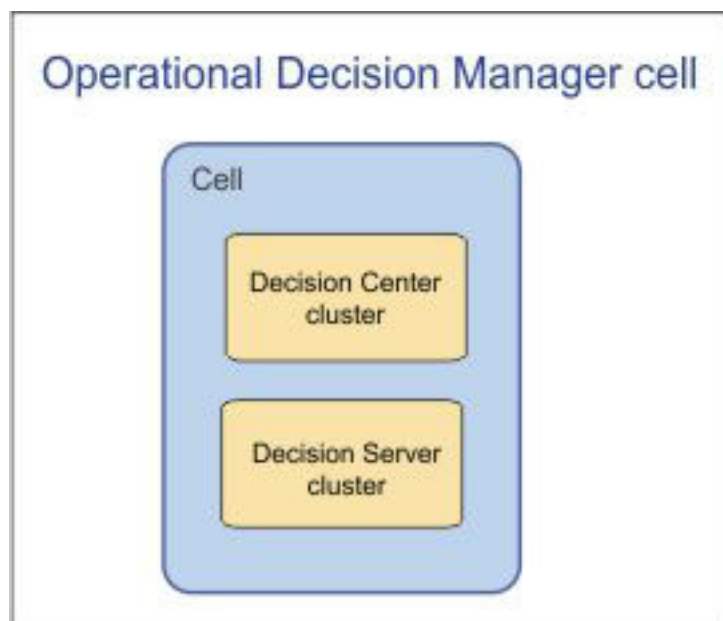 Operational Decision Manager cell
Cell
Decision Center
cluster
Decision Server
cluster